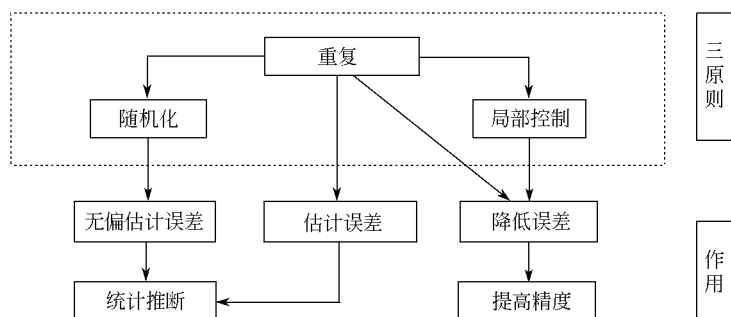 重复
三原则
随机化
局部控制
无偏估计误差
估计误差
降低误差
作用
统计推断
提高精度